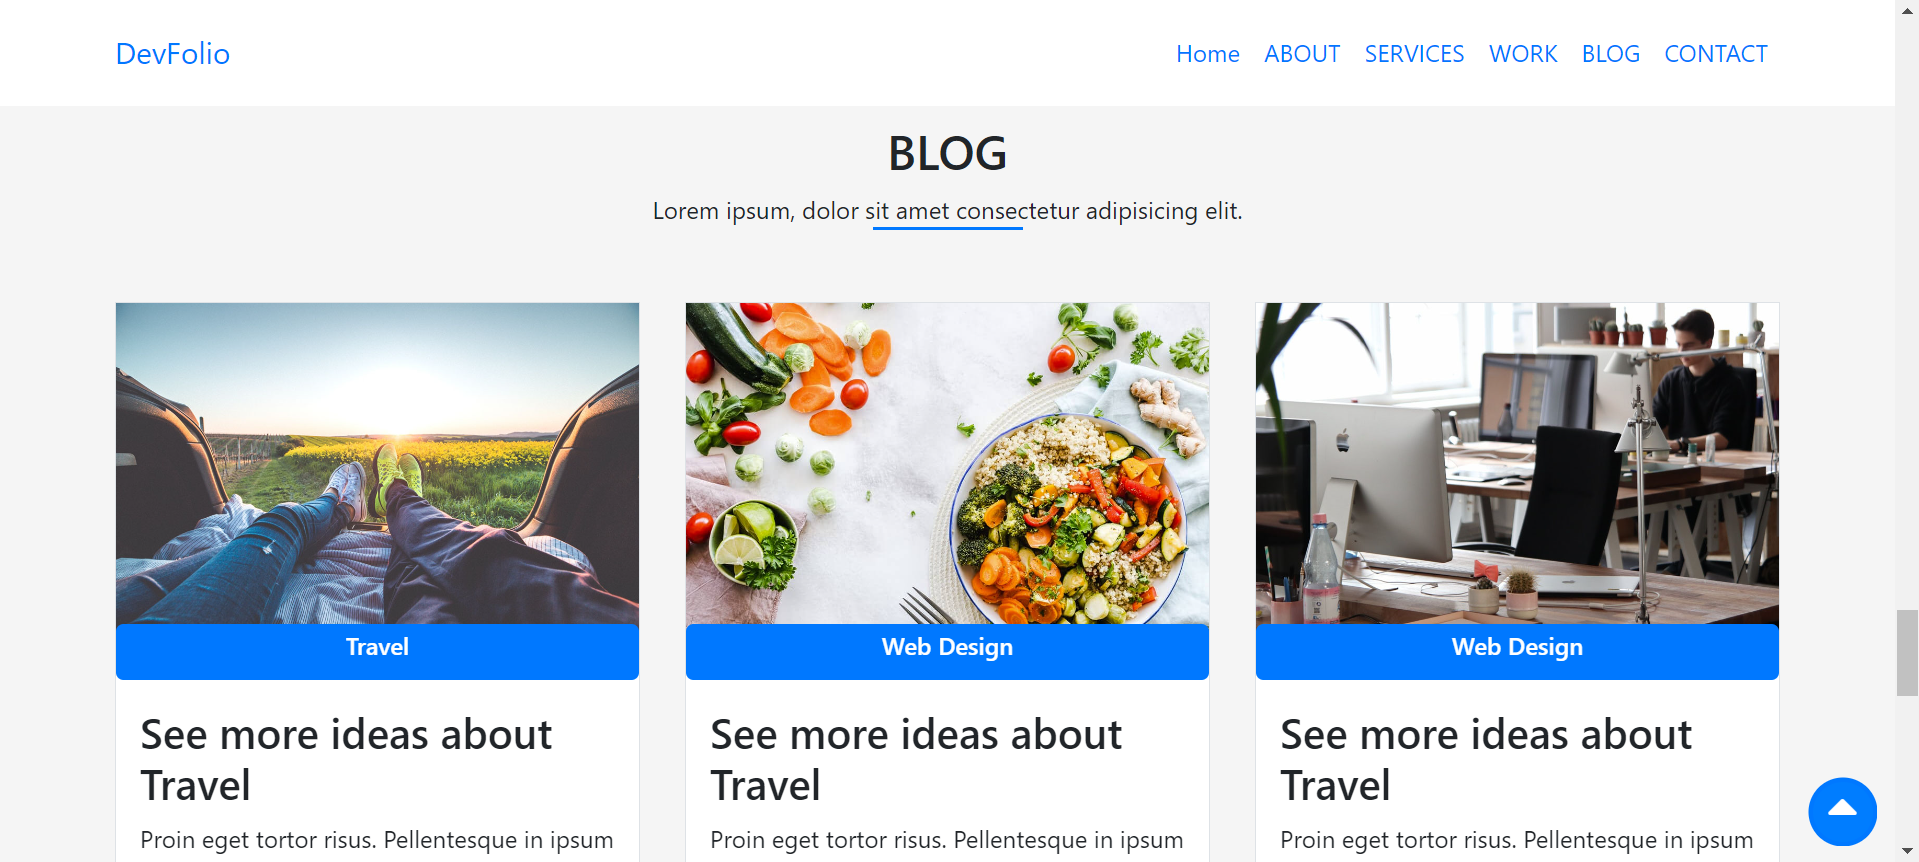 DevFolio
Home ABOUT SERVICES WORK BLOG CONTACT
BLOG
Lorem ipsum, dolor sit amet consectetur adipisicing elit.
Travel
See more ideas about
Travel
Proin eget tortor risus. Pellentesque in ipsum
Web Design
See more ideas about
Travel
Proin eget tortor risus. Pellentesque in ipsum
Web Design
See more ideas about
Travel
Proin eget tortor risus. Pellentesque in ipsum